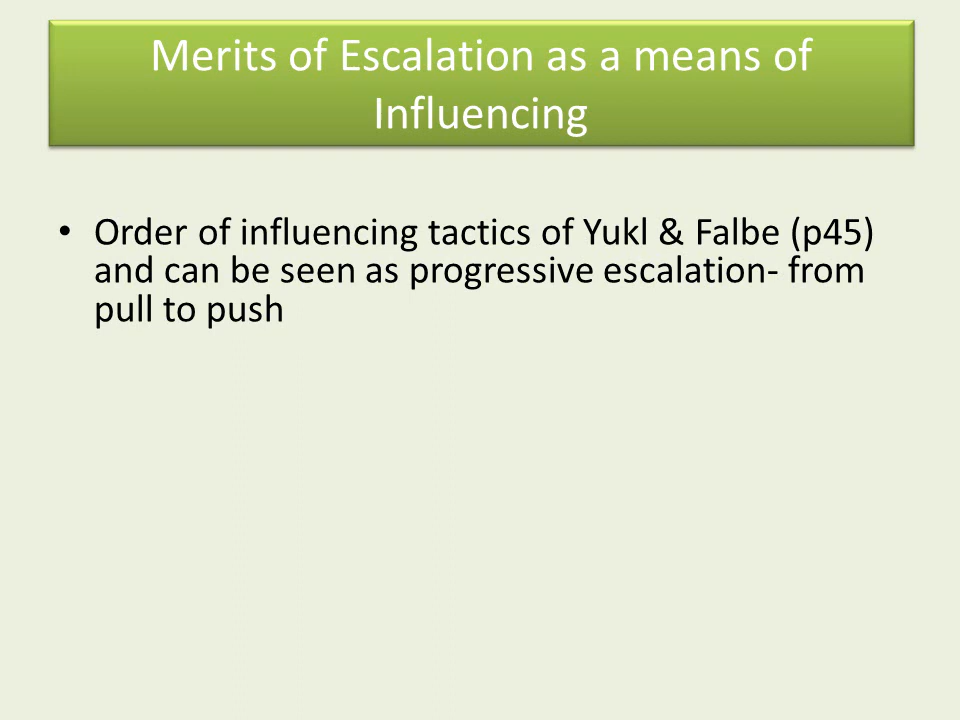 Merits of Escalation as a means of
Influencing
• Order of influencing tactics of Yukl & Falbe (p45)
and can be seen as progressive escalation- from
pull to push